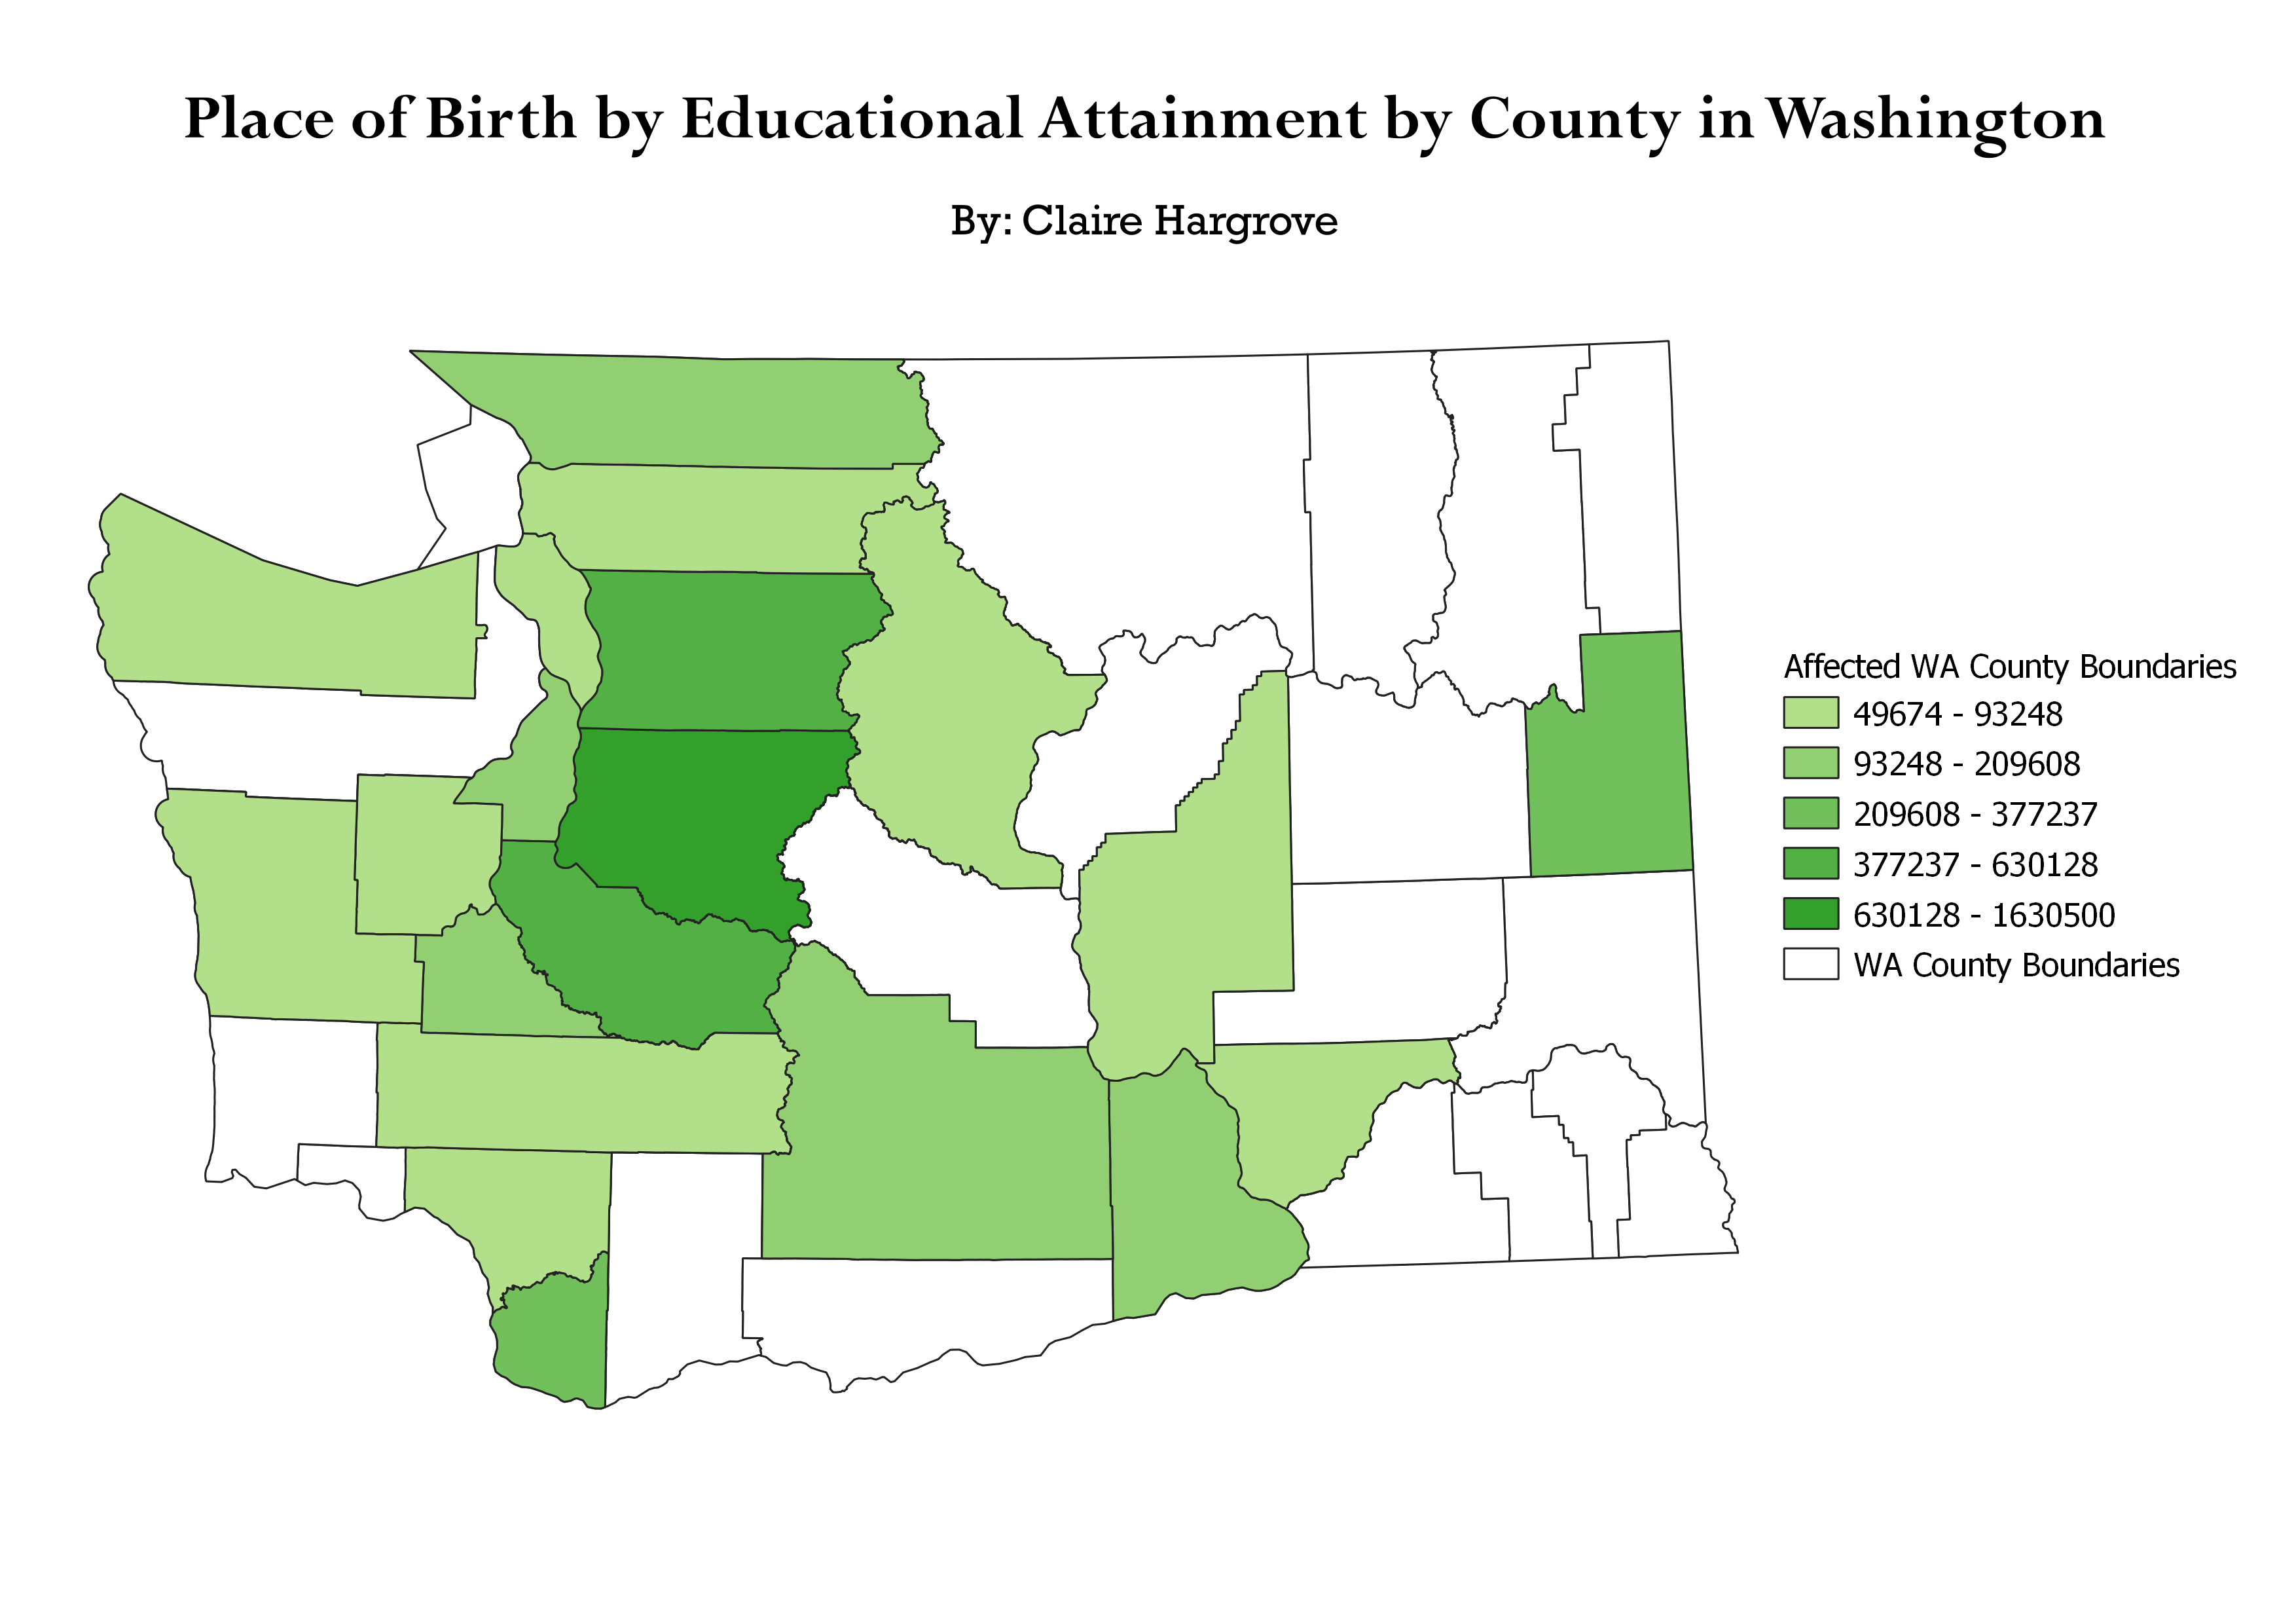 Place of Birth by Educational Attainment by County in Washington
By: Claire Hargrove
Affected WA County Boundaries
49674 - 93248
93248 - 209608
209608 - 377237
377237 - 630128
630128 - 1630500
WA County Boundaries